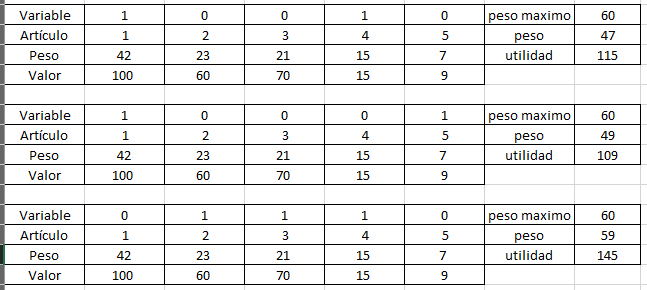 Variable 1 0 0 1 0 peso maximo 60
Artículo 1 2 3 4 5 peso 47
Peso 42 23 21 15 7 utilidad 115
Valor 100 60 70 15 9
Variable 1 0 0 0 1 peso maximo 60
Artículo 1 2 3 4 5 peso 49
Peso 42 23 21 15 7 utilidad 109
Valor 100 60 70 15 9
Variable 0 1 1 1 0 peso maximo 60
Artículo 1 2 3 4 5 peso 59
Peso 42 23 21 15 7 utilidad 145
Valor 100 60 70 15 9